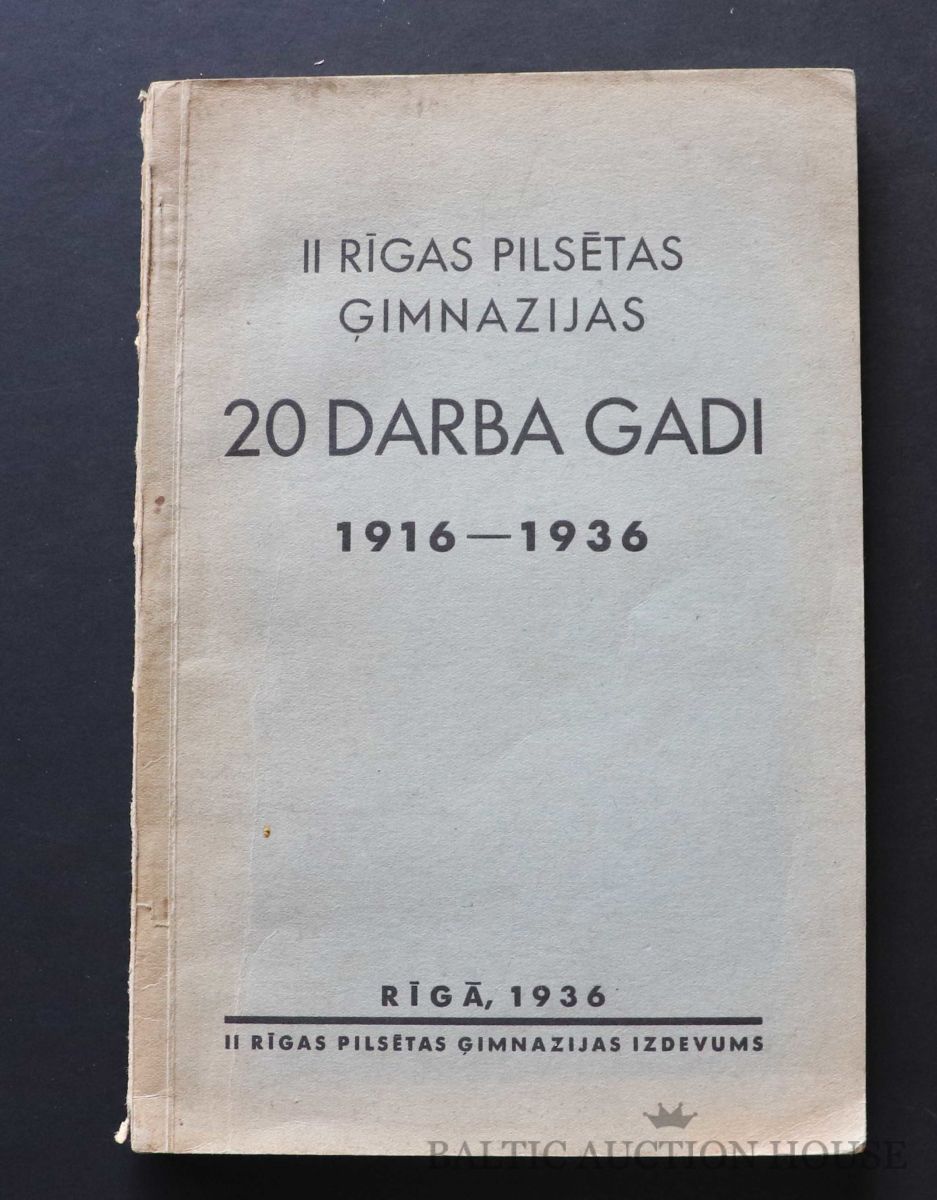 II RĪGAS PILSĒTAS
ĢIMNAZIJAS
20 DARBA GADI
1916—1936
RĪGĀ, 1936
II RĪGAS PILSĒTAS ĢIMNAZIJAS IZDEVUMS
BALTIC AUCTION HOUSE